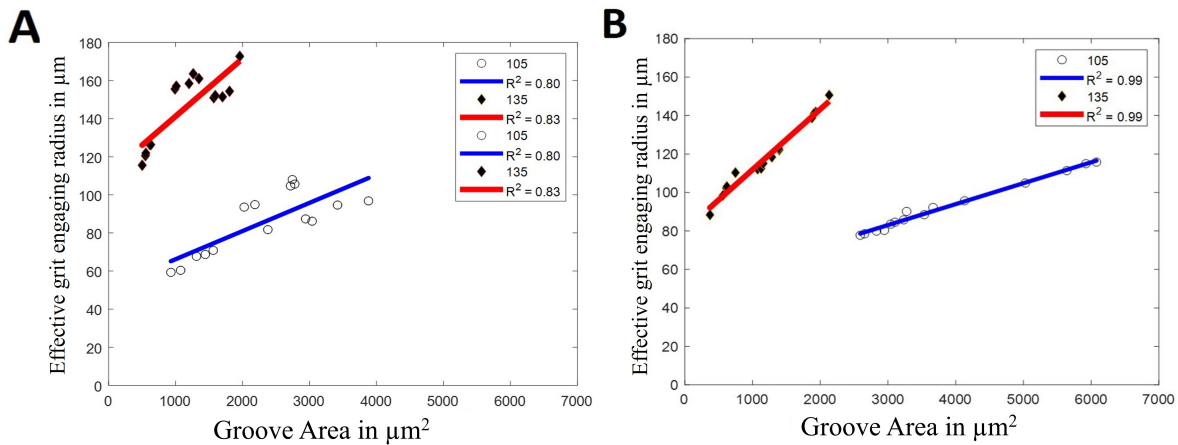 A
Effective grit engaging radius in µm
180
160
140
120
100
80
60
40
20
0
0 1000 2000 3000 4000 5000 6000 7000
Groove Area in µm²
105
R² = 0.80
135
R² = 0.83
105
R² = 0.80
135
R² = 0.83
B
Effective grit engaging radius in µm
180
160
140
120
100
80
60
40
20
0
0 1000 2000 3000 4000 5000 6000 7000
Groove Area in µm²
105
R² = 0.99
135
R² = 0.99